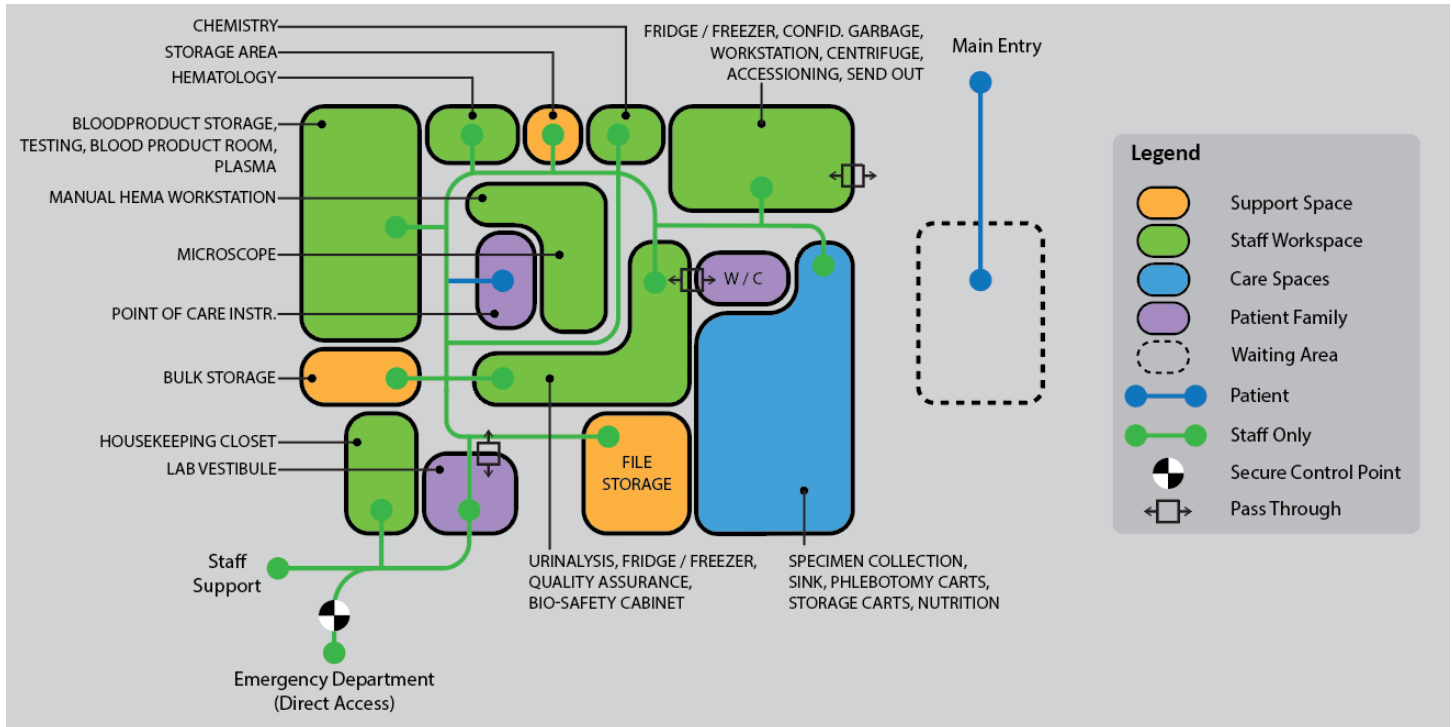 CHEMISTRY
STORAGE AREA
HEMATOLOGY
BLOODPRODUCT STORAGE,
TESTING, BLOOD PRODUCT ROOM,
PLASMA
MANUAL HEMA WORKSTATION
MICROSCOPE
POINT OF CARE INSTR.
BULK STORAGE
HOUSEKEEPING CLOSET
LAB VESTIBULE
Staff
Support
Emergency Department
(Direct Access)
FRIDGE / FREEZER, CONFID. GARBAGE,
WORKSTATION, CENTRIFUGE,
ACCESSIONING, SEND OUT
W / C
FILE
STORAGE
URINALYSIS, FRIDGE / FREEZER,
QUALITY ASSURANCE,
BIO-SAFETY CABINET
SPECIMEN COLLECTION,
SINK, PHLEBOTOMY CARTS,
STORAGE CARTS, NUTRITION
Main Entry
Legend
Support Space
Staff Workspace
Care Spaces
Patient Family
Waiting Area
Patient
Staff Only
Secure Control Point
Pass Through